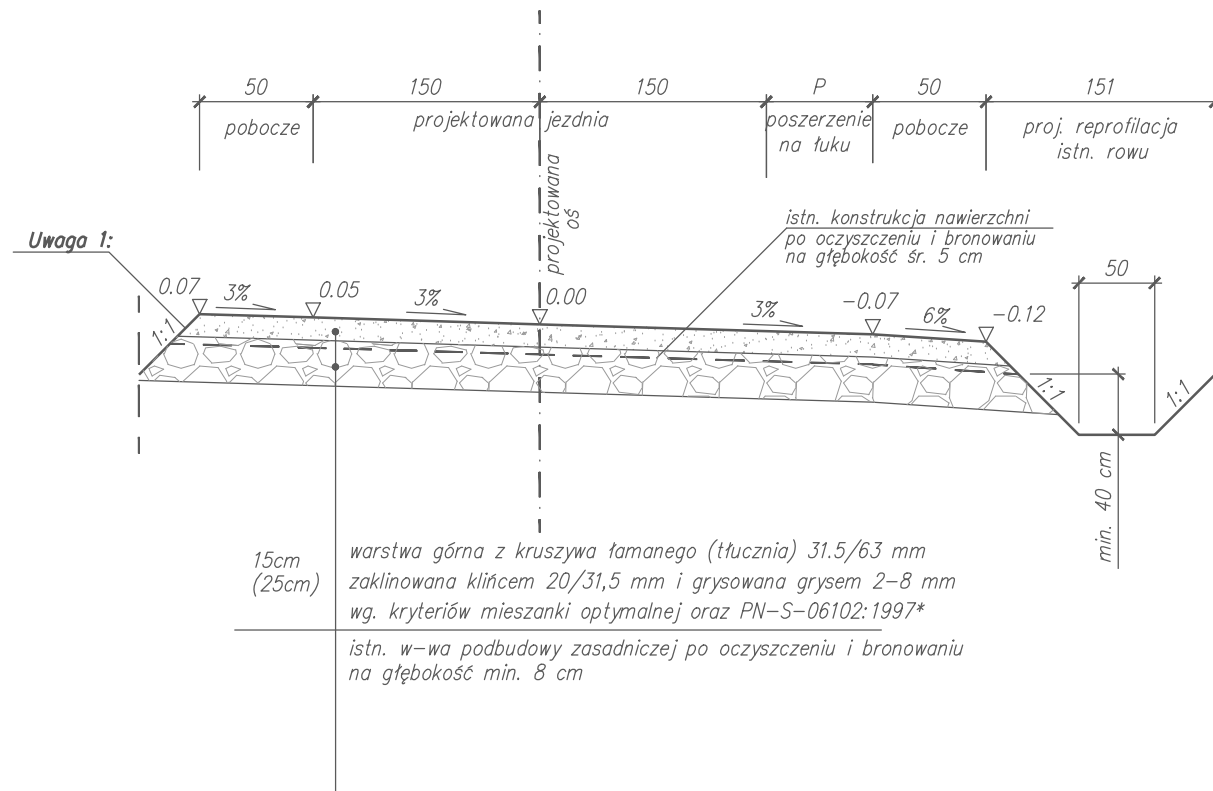 50
150
150
P
50
151
pobocze
projektowana
jezdnia
poszerzenie
na łuku
pobocze
proj. reprofilacja
istn. rowu
projektowana
oś
istn. konstrukcja nawierzchni
po oczyszczeniu i bronowaniu
na głębokość śr. 5 cm
Uwaga 1:
0.07
3%
0.05
3%
0.00
3%
-0.07
6%
-0.12
50
1:1
1:1
1:1
min. 40 cm
15cm
(25cm)
warstwa górna z kruszywa łamanego (tłucznia) 31.5/63 mm
zaklinowana klińcem 20/31,5 mm i grysowana grysem 2-8 mm
wg. kryteriów mieszanki optymalnej oraz PN-S-06102:1997*
istn. w-wa podbudowy zasadniczej po oczyszczeniu i bronowaniu
na głębokość min. 8 cm